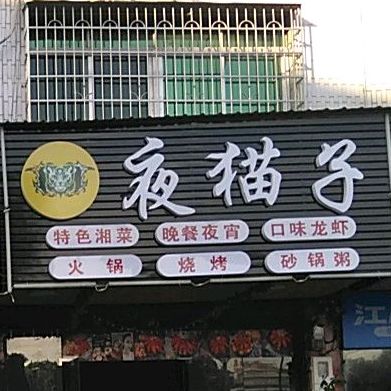 夜猫子
特色湘菜 晚餐夜宵 口味龙虾
火锅 烧烤 砂锅粥
江